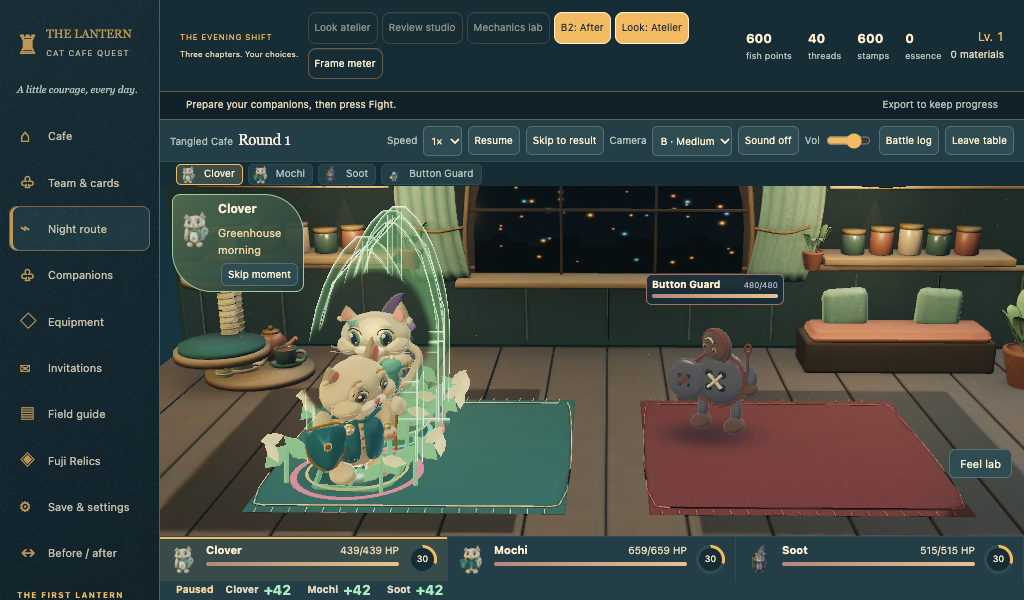 THE LANTERN
CAT CAFE QUEST
A little courage, every day.
Cafe
Team & cards
Night route
Companions
Equipment
Invitations
Field guide
Fuji Relics
Save & settings
Before / after
THE FIRST LANTERN
THE EVENING SHIFT
Three chapters. Your choices.
Look atelier
Review studio
Mechanics lab
B2: After
Look: Atelier
Frame meter
600
fish points
40
threads
600
stamps
0
essence
Lv. 1
0 materials
Prepare your companions, then press Fight.
Export to keep progress
Tangled Cafe Round 1
Speed
1x
Resume
Skip to result
Camera
B · Medium
Sound off
Vol
Battle log
Leave table
Clover
Mochi
Soot
Button Guard
Clover
Greenhouse
morning
Skip moment
Button Guard 480/480
Feel lab
Clover 439/439 HP 30
Mochi 659/659 HP 30
Soot 515/515 HP 30
Paused Clover +42 Mochi +42 Soot +42